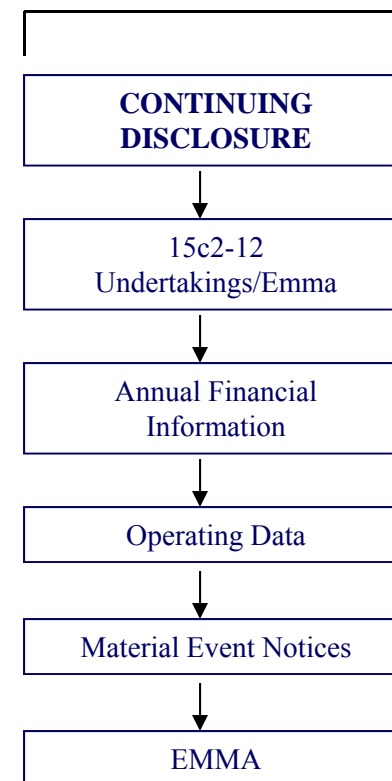 CONTINUING
DISCLOSURE
15c2-12
Undertakings/Emma
Annual Financial
Information
Operating Data
Material Event Notices
EMMA